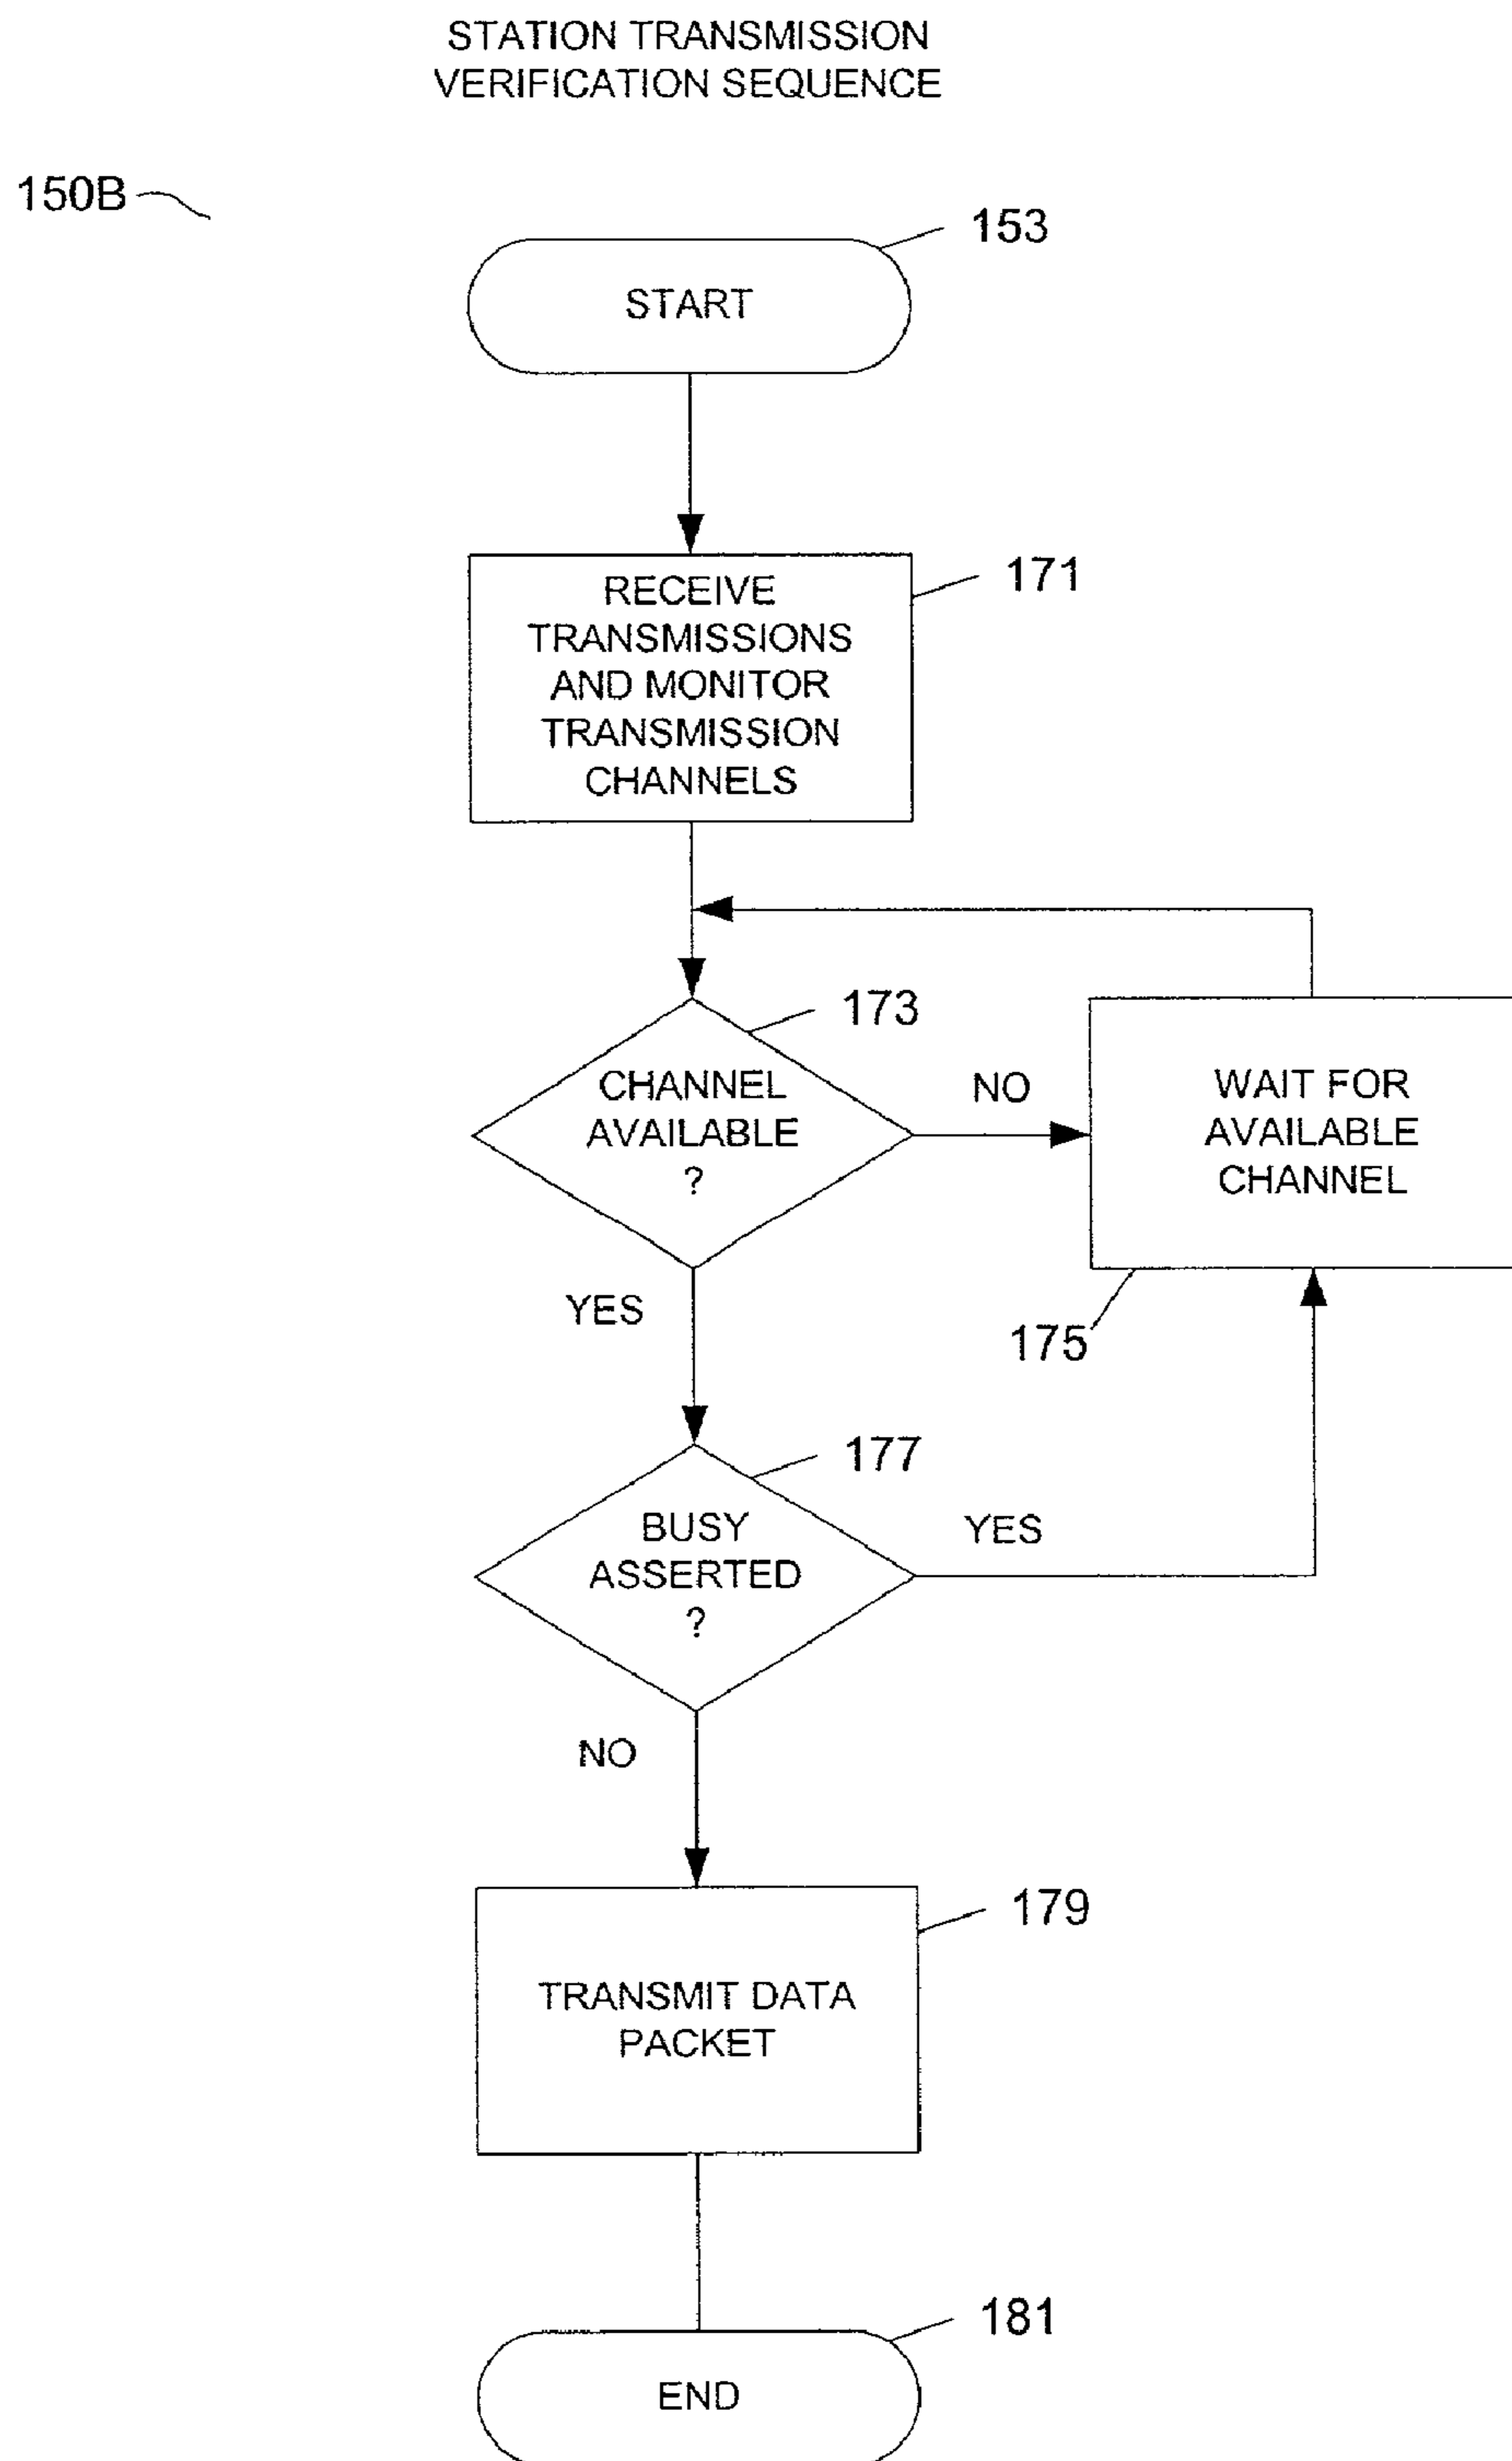 STATION TRANSMISSION
VERIFICATION SEQUENCE
150B
153
START
171
RECEIVE
TRANSMISSIONS
AND MONITOR
TRANSMISSION
CHANNELS
173
CHANNEL
AVAILABLE
?
NO
WAIT FOR
AVAILABLE
CHANNEL
175
YES
177
BUSY
ASSERTED
?
YES
NO
179
TRANSMIT DATA
PACKET
181
END